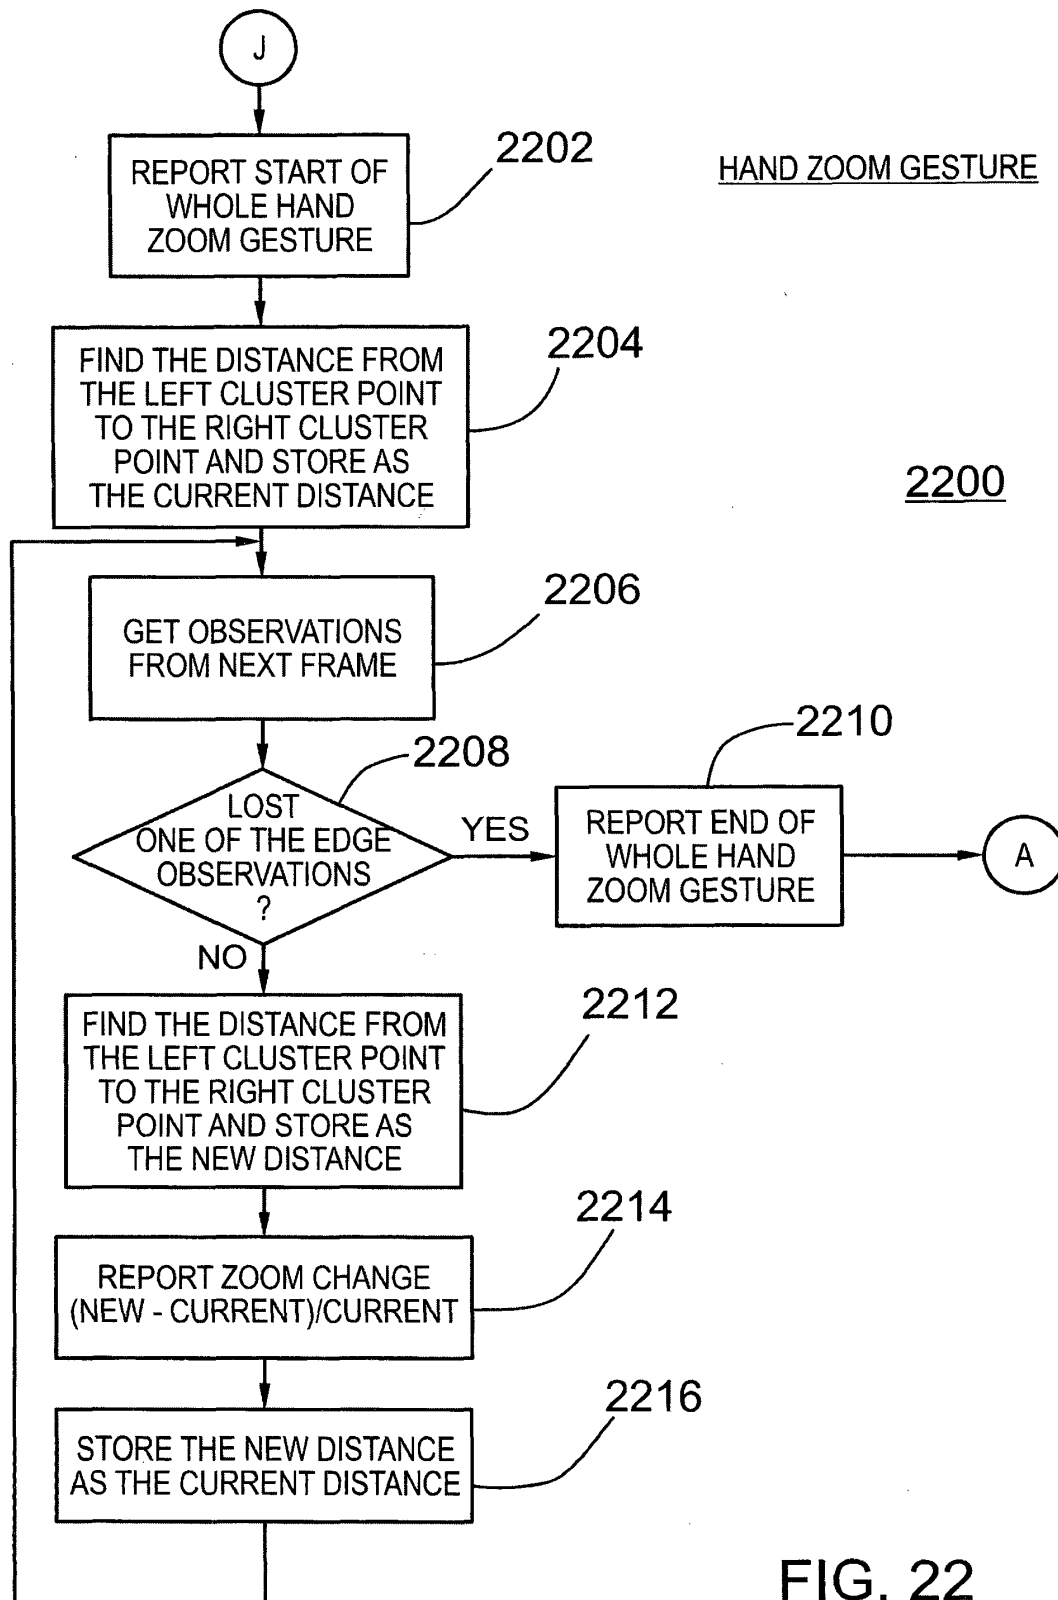 J
REPORT START OF
WHOLE HAND
ZOOM GESTURE
2202
HAND ZOOM GESTURE
FIND THE DISTANCE FROM
THE LEFT CLUSTER POINT
TO THE RIGHT CLUSTER
POINT AND STORE AS
THE CURRENT DISTANCE
2204
2200
GET OBSERVATIONS
FROM NEXT FRAME
2206
LOST
ONE OF THE EDGE
OBSERVATIONS
?
2208
YES
REPORT END OF
WHOLE HAND
ZOOM GESTURE
2210
A
NO
FIND THE DISTANCE FROM
THE LEFT CLUSTER POINT
TO THE RIGHT CLUSTER
POINT AND STORE AS
THE NEW DISTANCE
2212
REPORT ZOOM CHANGE
(NEW - CURRENT)/CURRENT
2214
STORE THE NEW DISTANCE
AS THE CURRENT DISTANCE
2216
FIG. 22